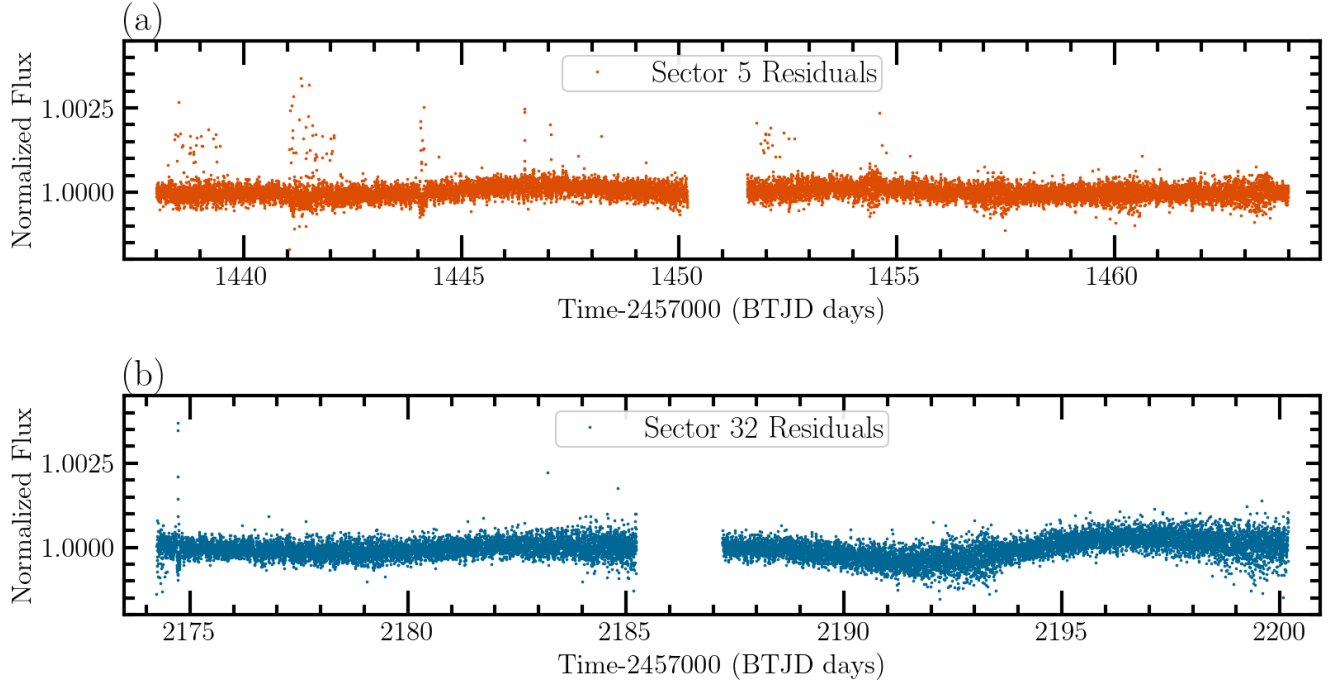 (a)
Normalized Flux
1.0025
1.0000
Sector 5 Residuals
1440 1445 1450 1455 1460
Time-2457000 (BTJD days)
(b)
Normalized Flux
1.0025
1.0000
Sector 32 Residuals
2175 2180 2185 2190 2195 2200
Time-2457000 (BTJD days)